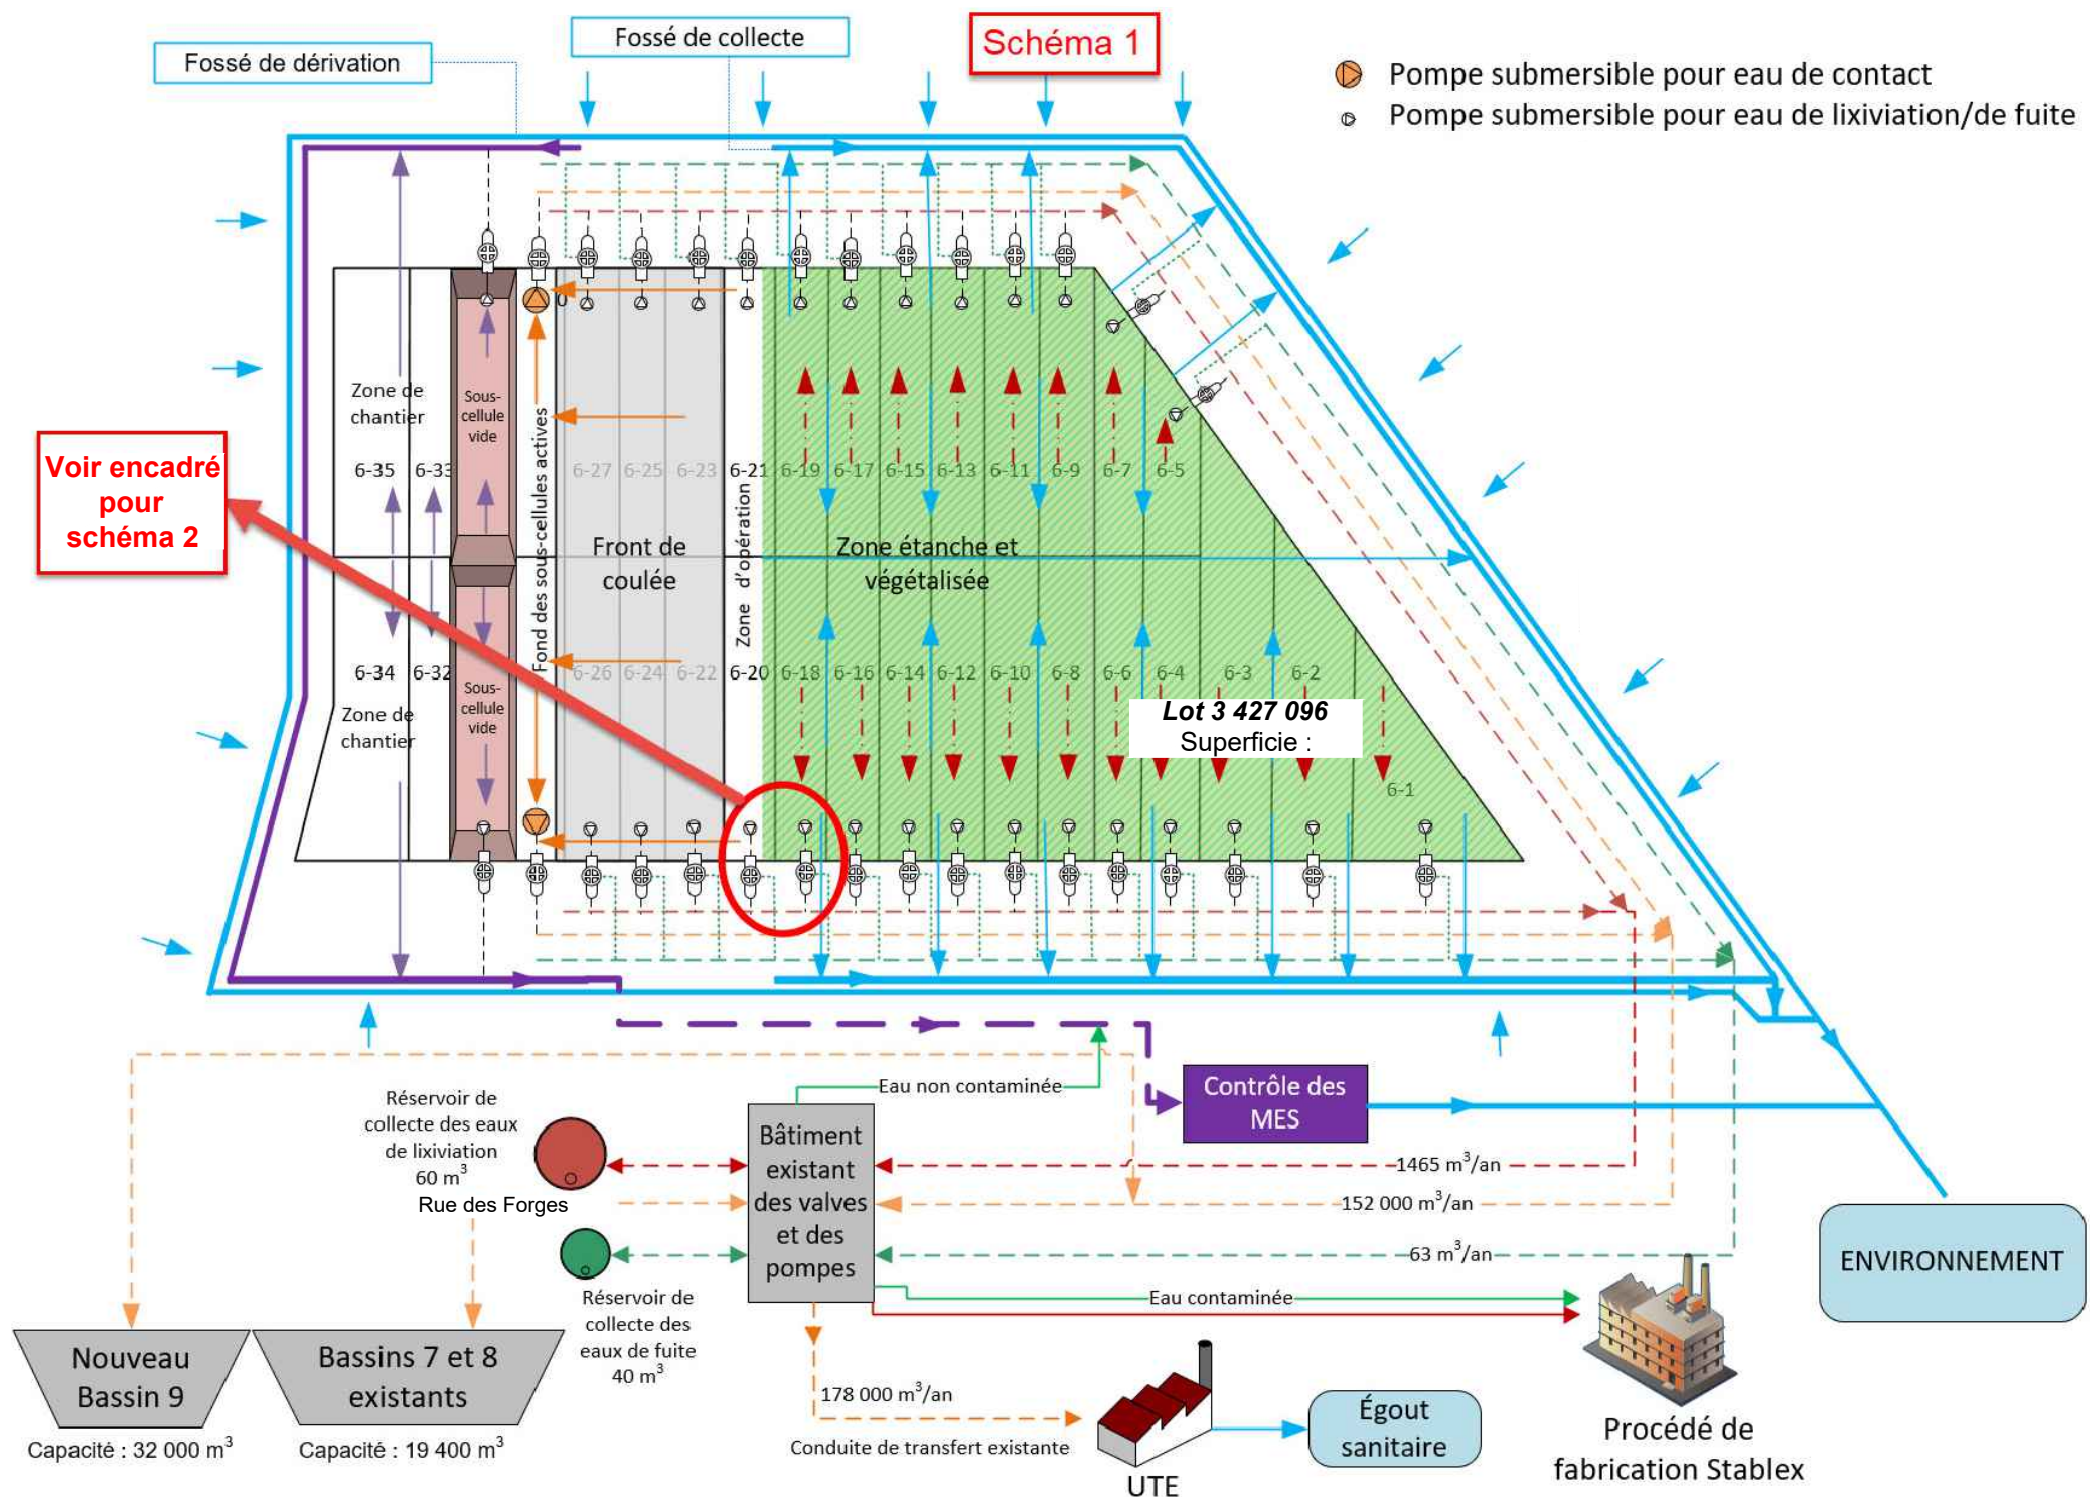 Fossé de dérivation
Fossé de collecte
Schéma 1
Pompe submersible pour eau de contact
Pompe submersible pour eau de lixiviation/de fuite
0
Zone de
chantier
Sous-
cellule
vide
Fond des sous-cellules actives
Voir encadré
pour
schéma 2
6-35
6-33
6-27
6-25
6-23
6-21
6-19
6-17
6-15
6-13
6-11
6-9
6-7
6-5
Front de
coulée
Zone d'opération
Zone étanche et
végétalisée
6-34
6-32
6-26
6-24
6-22
6-20
6-18
6-16
6-14
6-12
6-10
6-8
6-6
6-4
6-3
6-2
Zone de
chantier
Sous-
cellule
vide
Lot 3 427 096
Superficie :
6-1
Eau non contaminée
Contrôle des
MES
Réservoir de
collecte des eaux
de lixiviation
60 m³
Rue des Forges
Bâtiment
existant
des valves
et des
pompes
1465 m³/an
152 000 m³/an
63 m³/an
ENVIRONNEMENT
Eau contaminée
Réservoir de
collecte des
eaux de fuite
40 m³
Nouveau
Bassin 9
Capacité : 32 000 m³
Bassins 7 et 8
existants
Capacité : 19 400 m³
178 000 m³/an
Conduite de transfert existante
UTE
Égout
sanitaire
Procédé de
fabrication Stablex